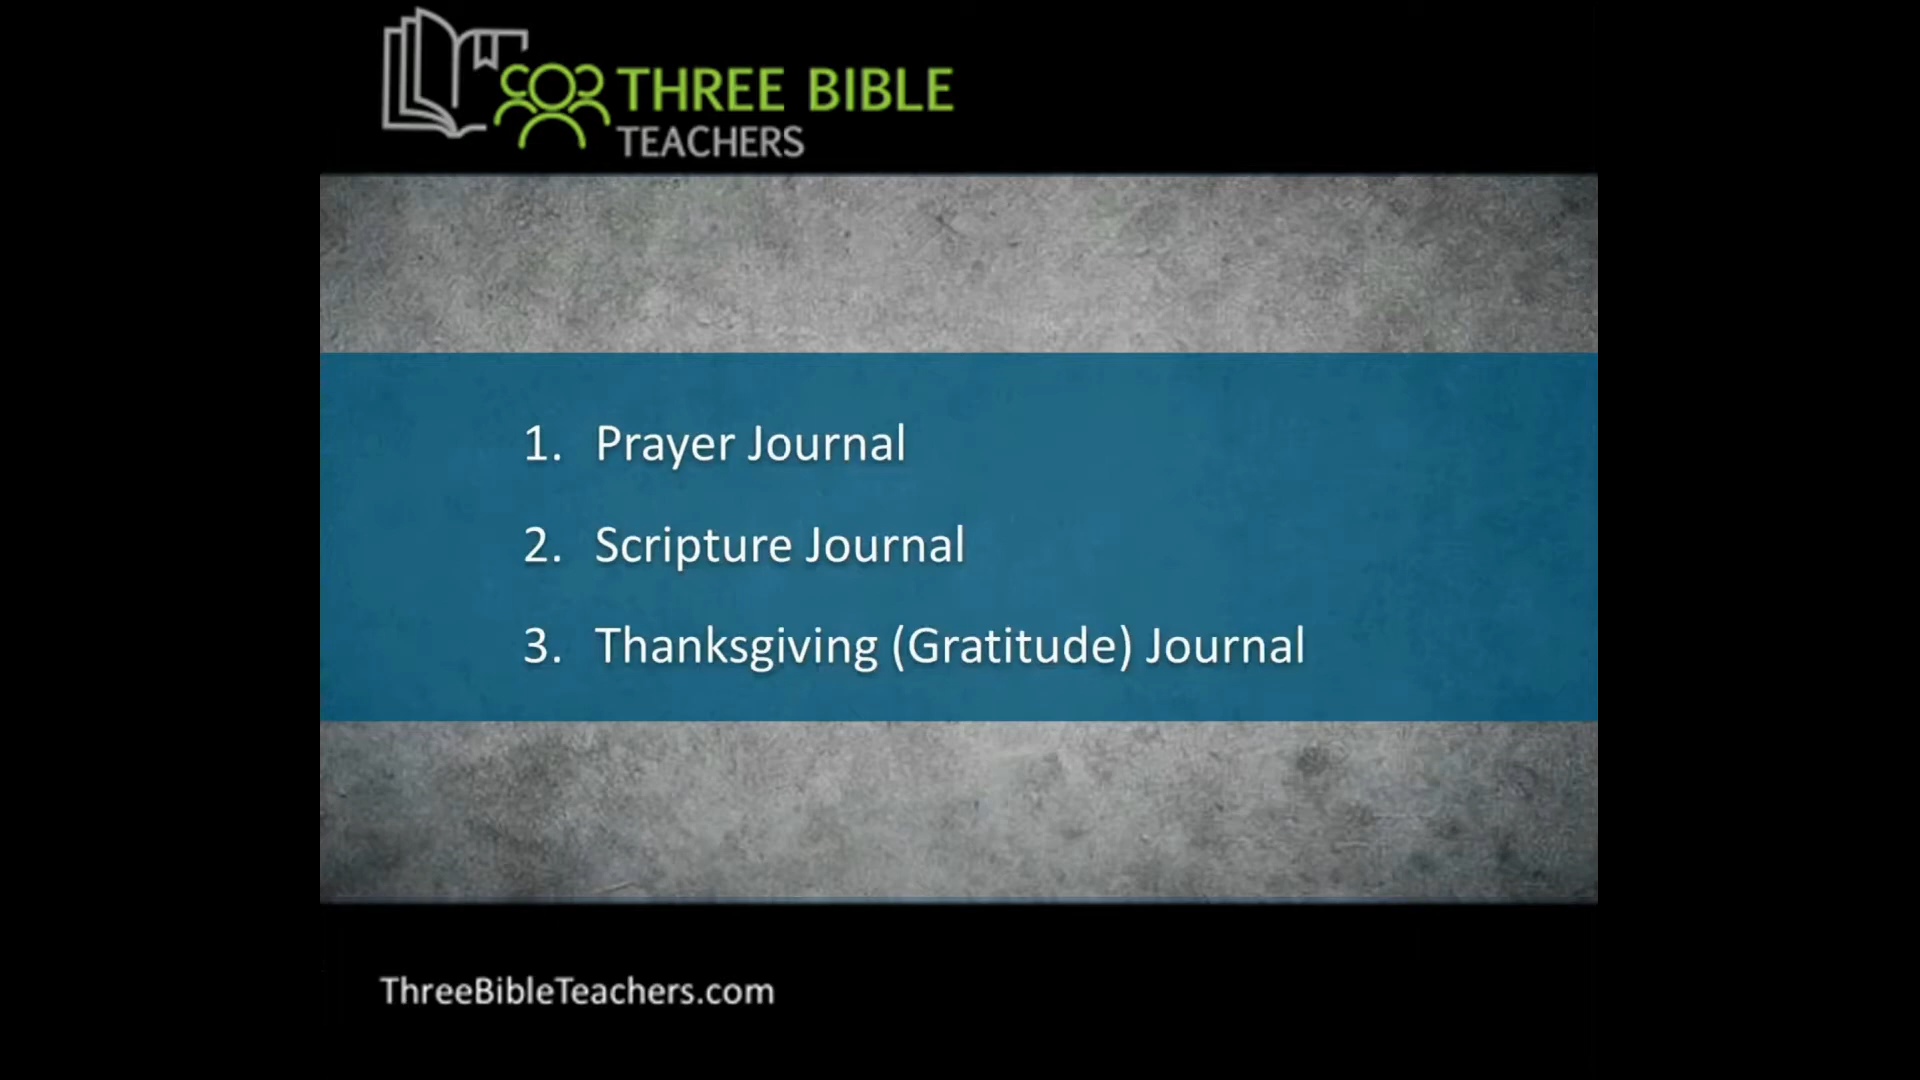 THREE BIBLE
TEACHERS
1. Prayer Journal
2. Scripture Journal
3. Thanksgiving (Gratitude) Journal
ThreeBibleTeachers.com